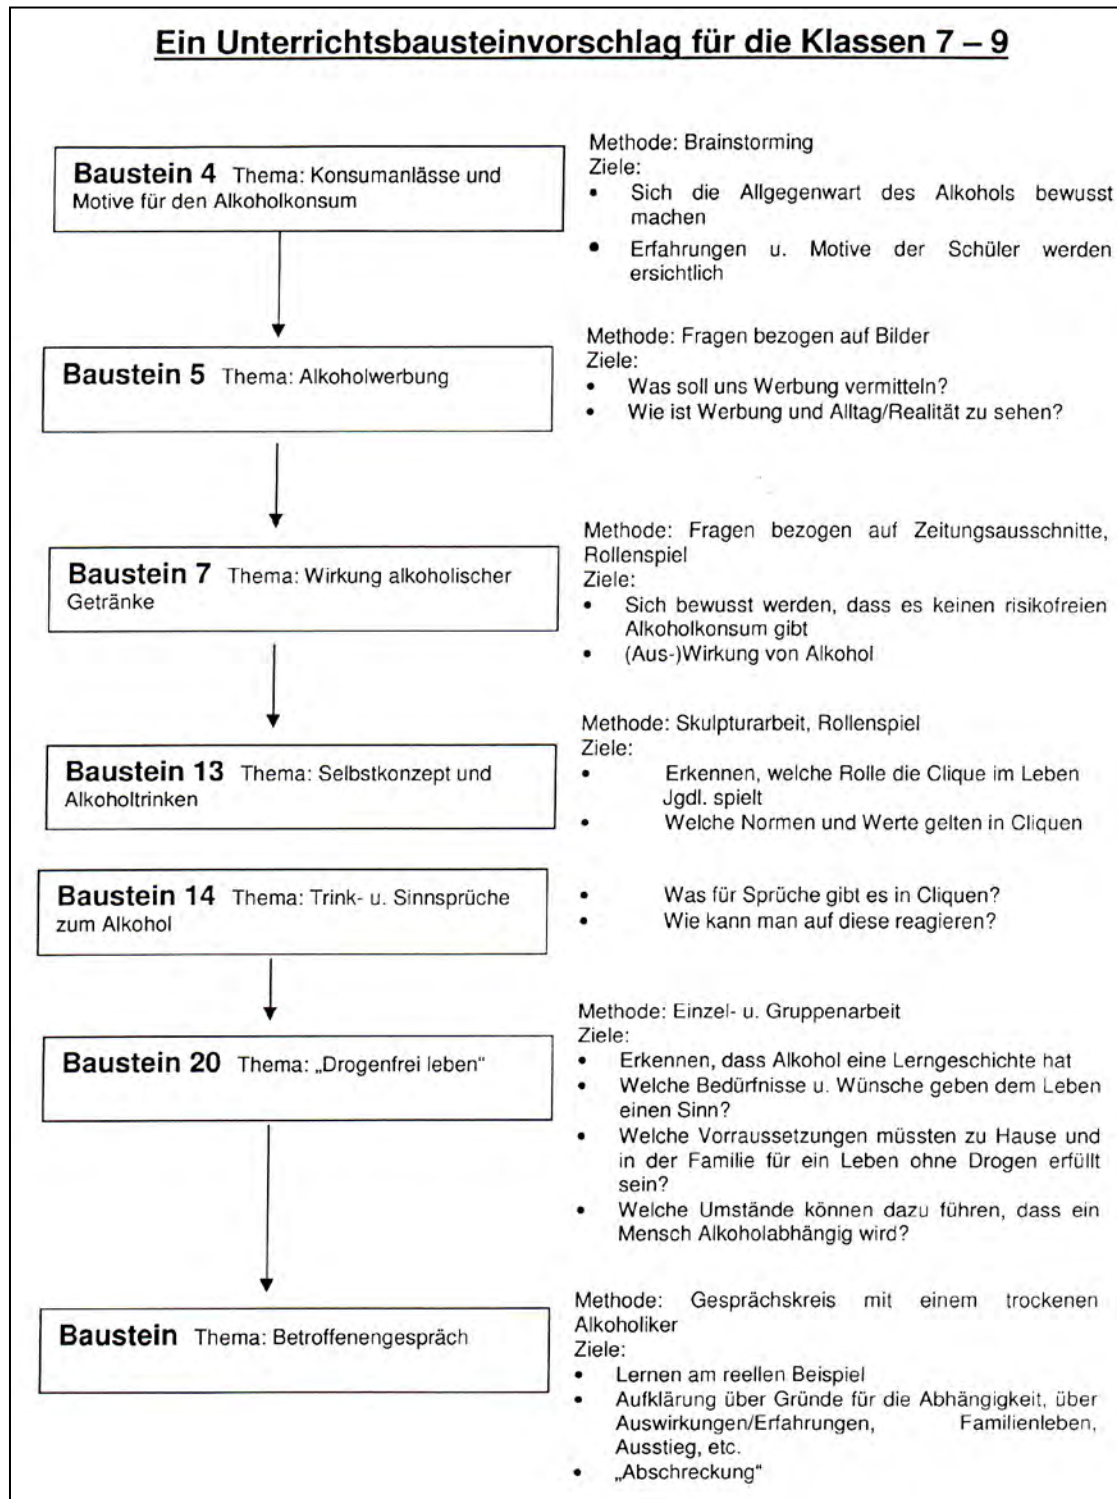 Ein Unterrichtsbausteinvorschlag für die Klassen 7 – 9
Baustein 4 Thema: Konsumanlässe und
Motive für den Alkoholkonsum
Methode: Brainstorming
Ziele:
• Sich die Allgegenwart des Alkohols bewusst
machen
• Erfahrungen u. Motive der Schüler werden
ersichtlich
Baustein 5 Thema: Alkoholwerbung
Methode: Fragen bezogen auf Bilder
Ziele:
• Was soll uns Werbung vermitteln?
• Wie ist Werbung und Alltag/Realität zu sehen?
Baustein 7 Thema: Wirkung alkoholischer
Getränke
Methode: Fragen bezogen auf Zeitungsausschnitte,
Rollenspiel
Ziele:
• Sich bewusst werden, dass es keinen risikofreien
Alkoholkonsum gibt
• (Aus-)Wirkung von Alkohol
Baustein 13 Thema: Selbstkonzept und
Alkoholtrinken
Methode: Skulpturarbeit, Rollenspiel
Ziele:
• Erkennen, welche Rolle die Clique im Leben
Jgdl. spielt
• Welche Normen und Werte gelten in Cliquen
Baustein 14 Thema: Trink- u. Sinnsprüche
zum Alkohol
• Was für Sprüche gibt es in Cliquen?
• Wie kann man auf diese reagieren?
Baustein 20 Thema: „Drogenfrei leben“
Methode: Einzel- u. Gruppenarbeit
Ziele:
• Erkennen, dass Alkohol eine Lerngeschichte hat
• Welche Bedürfnisse u. Wünsche geben dem Leben
einen Sinn?
• Welche Vorraussetzungen müssten zu Hause und
in der Familie für ein Leben ohne Drogen erfüllt
sein?
• Welche Umstände können dazu führen, dass ein
Mensch Alkoholabhängig wird?
Baustein Thema: Betroffenengespräch
Methode: Gesprächskreis mit einem trockenen
Alkoholiker
Ziele:
• Lernen am reellen Beispiel
• Aufklärung über Gründe für die Abhängigkeit, über
Auswirkungen/Erfahrungen, Familienleben,
Ausstieg, etc.
• „Abschreckung“